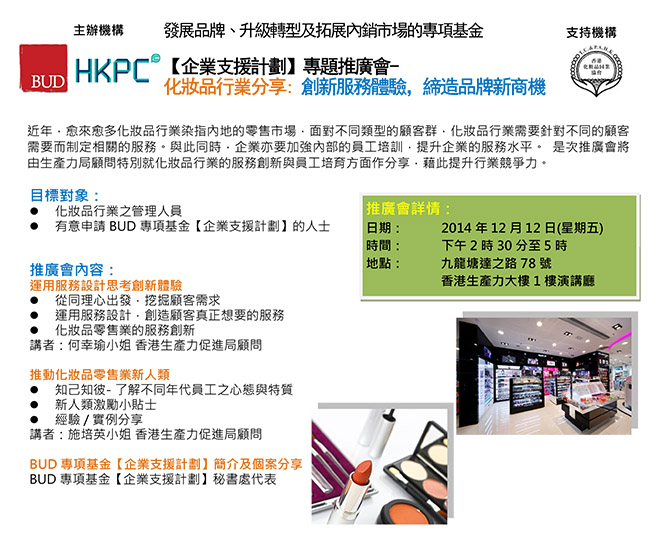 主辦機構
發展品牌、升級轉型及拓展內銷市場的專項基金
支持機構
BUD
HKPC
【企業支援計劃】專題推廣會-
化妝品行業分享: 創新服務體驗，締造品牌新商機
香港
化粧品同業
協會
近年，愈來愈多化妝品行業染指內地的零售市場，面對不同類型的顧客群，化妝品行業需要針對不同的顧客
需要而制定相關的服務。與此同時，企業亦要加強內部的員工培訓，提升企業的服務水平。 是次推廣會將
由生產力局顧問特別就化妝品行業的服務創新與員工培育方面作分享，藉此提升行業競爭力。
目標對象：
● 化妝品行業之管理人員
● 有意申請 BUD 專項基金【企業支援計劃】的人士
推廣會詳情：
日期： 2014 年 12 月 12 日(星期五)
時間： 下午 2 時 30 分至 5 時
地點： 九龍塘達之路 78 號
香港生產力大樓 1 樓演講廳
推廣會內容：
運用服務設計思考創新體驗
● 從同理心出發，挖掘顧客需求
● 運用服務設計，創造顧客真正想要的服務
● 化妝品零售業的服務創新
講者：何幸瑜小姐 香港生產力促進局顧問
推動化妝品零售業新人類
● 知己知彼- 了解不同年代員工之心態與特質
● 新人類激勵小貼士
● 經驗 / 實例分享
講者：施培英小姐 香港生產力促進局顧問
BUD 專項基金【企業支援計劃】簡介及個案分享
BUD 專項基金【企業支援計劃】秘書處代表